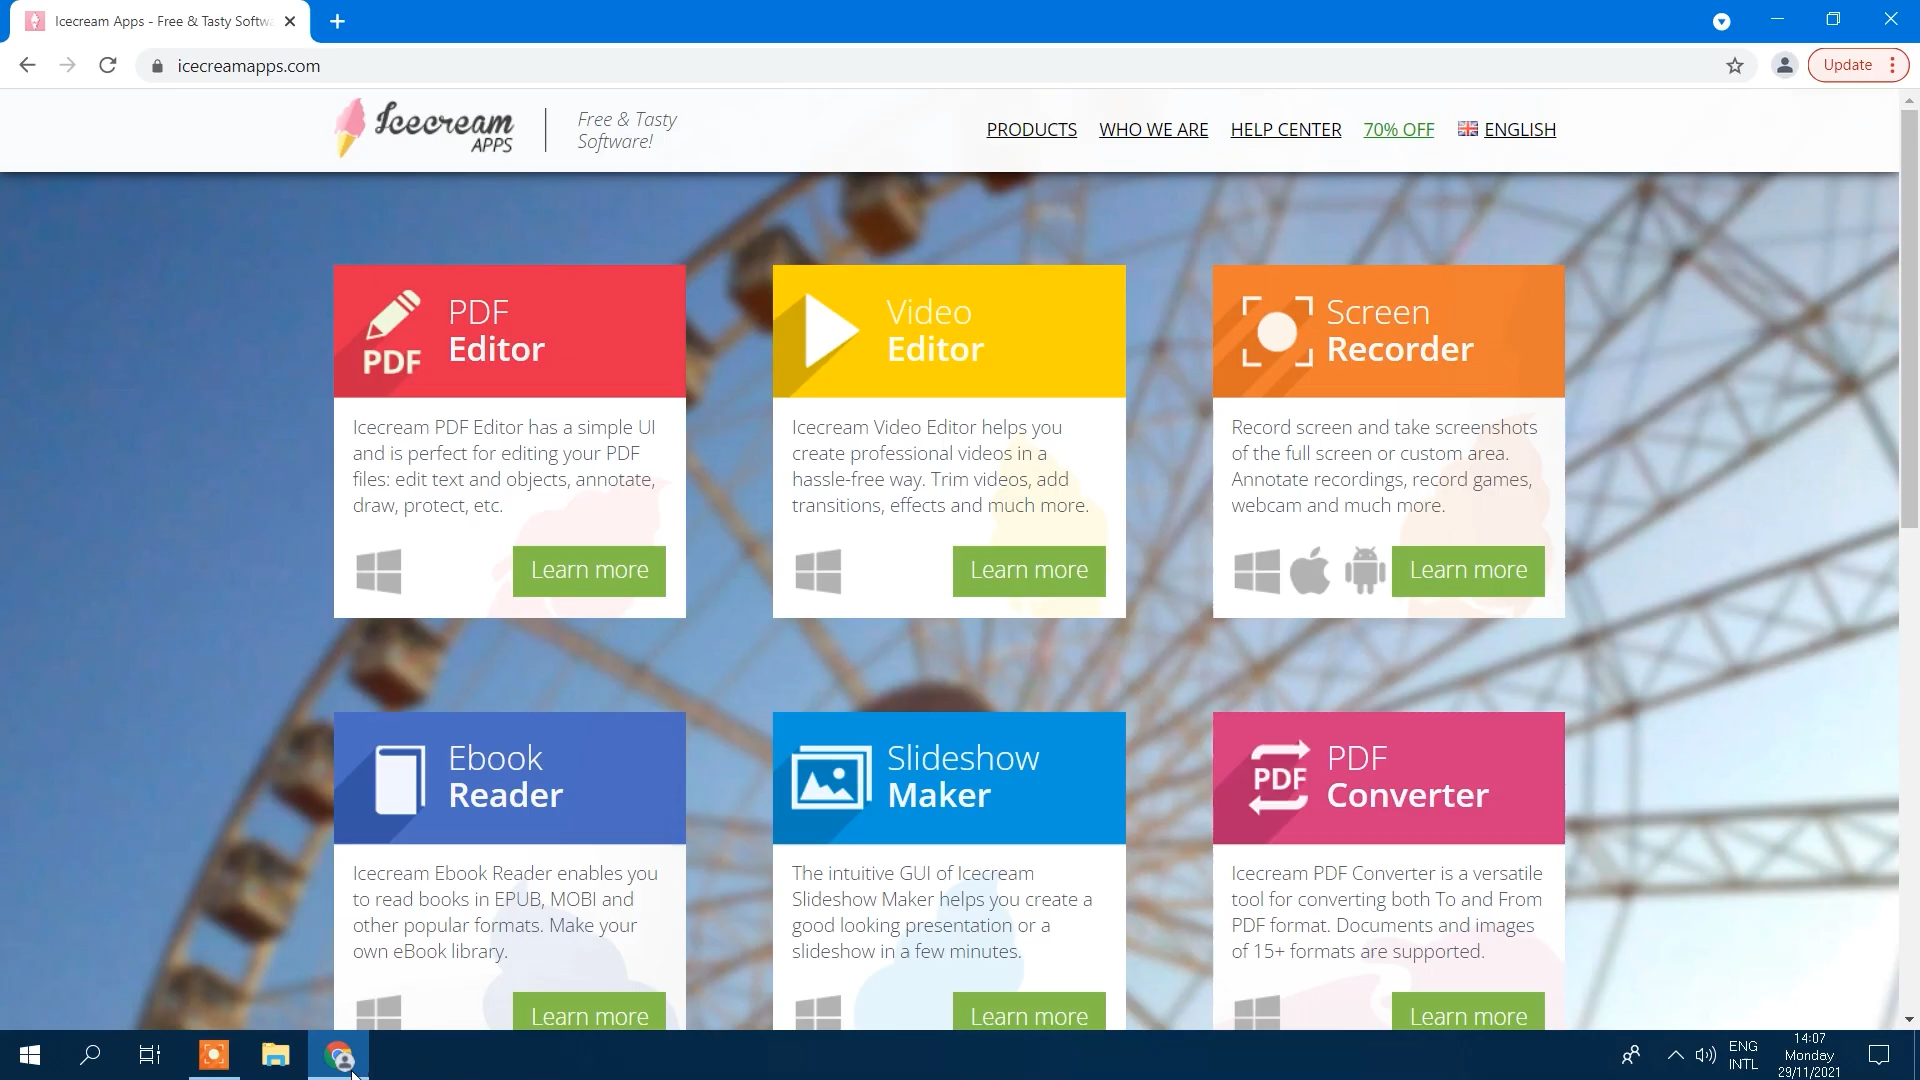 Icecream Apps - Free & Tasty Softwa
icecreamapps.com
Update
Icecream
APPS
Free & Tasty
Software!
PRODUCTS
WHO WE ARE
HELP CENTER
70% OFF
ENGLISH
PDF
PDF
Editor
Icecream PDF Editor has a simple UI
and is perfect for editing your PDF
files: edit text and objects, annotate,
draw, protect, etc.
Learn more
Video
Editor
Icecream Video Editor helps you
create professional videos in a
hassle-free way. Trim videos, add
transitions, effects and much more.
Learn more
Screen
Recorder
Record screen and take screenshots
of the full screen or custom area.
Annotate recordings, record games,
webcam and much more.
Learn more
Ebook
Reader
Icecream Ebook Reader enables you
to read books in EPUB, MOBI and
other popular formats. Make your
own eBook library.
Learn more
Slideshow
Maker
The intuitive GUI of Icecream
Slideshow Maker helps you create a
good looking presentation or a
slideshow in a few minutes.
Learn more
PDF
PDF
Converter
Icecream PDF Converter is a versatile
tool for converting both To and From
PDF format. Documents and images
of 15+ formats are supported.
Learn more
ENG
INTL
14:07
Monday
29/11/2021